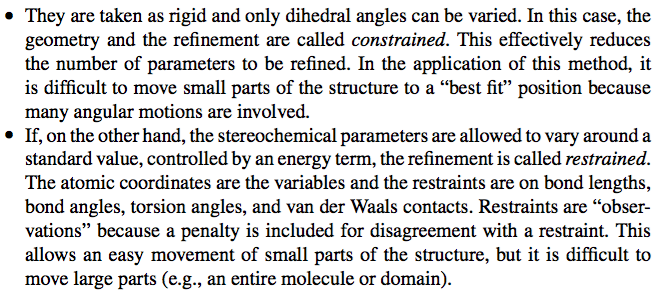 • They are taken as rigid and only dihedral angles can be varied. In this case, the
geometry and the refinement are called constrained. This effectively reduces
the number of parameters to be refined. In the application of this method, it
is difficult to move small parts of the structure to a “best fit” position because
many angular motions are involved.
• If, on the other hand, the stereochemical parameters are allowed to vary around a
standard value, controlled by an energy term, the refinement is called restrained.
The atomic coordinates are the variables and the restraints are on bond lengths,
bond angles, torsion angles, and van der Waals contacts. Restraints are “obser-
vations” because a penalty is included for disagreement with a restraint. This
allows an easy movement of small parts of the structure, but it is difficult to
move large parts (e.g., an entire molecule or domain).